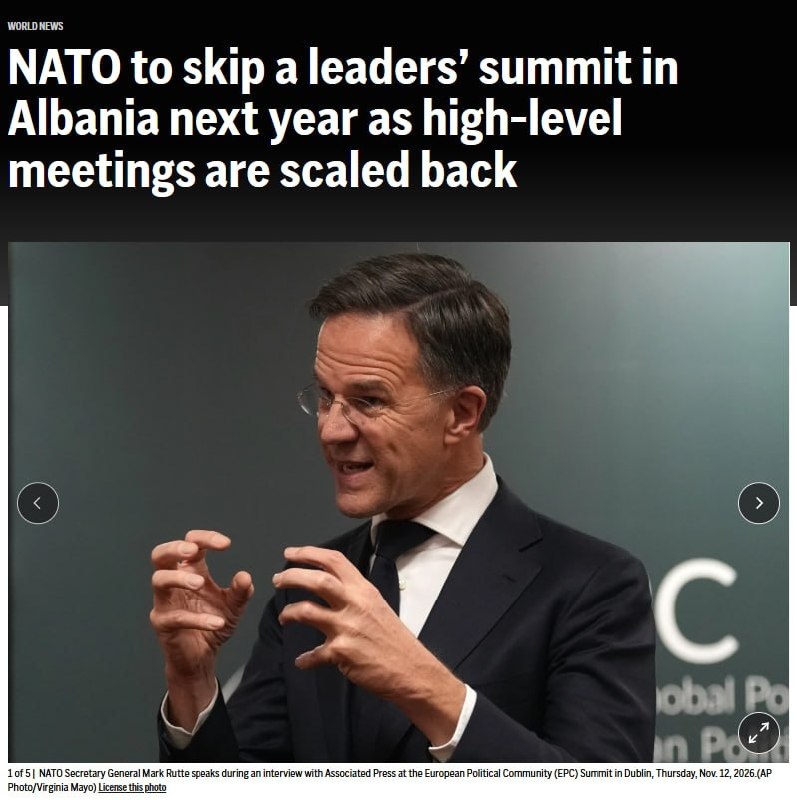 WORLD NEWS
NATO to skip a leaders’ summit in
Albania next year as high-level
meetings are scaled back
C
obal Po
n Polit
1 of 5 | NATO Secretary General Mark Rutte speaks during an interview with Associated Press at the European Political Community (EPC) Summit in Dublin, Thursday, Nov. 12, 2026.(AP
Photo/Virginia Mayo) License this photo